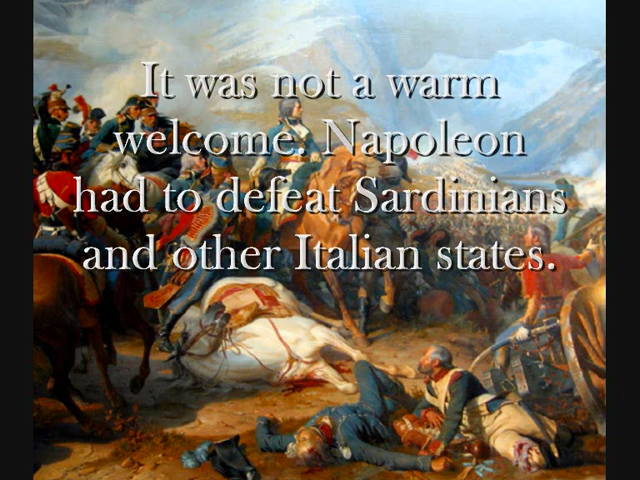 It was not a warm
welcome. Napoleon
had to defeat Sardinians
and other Italian states.